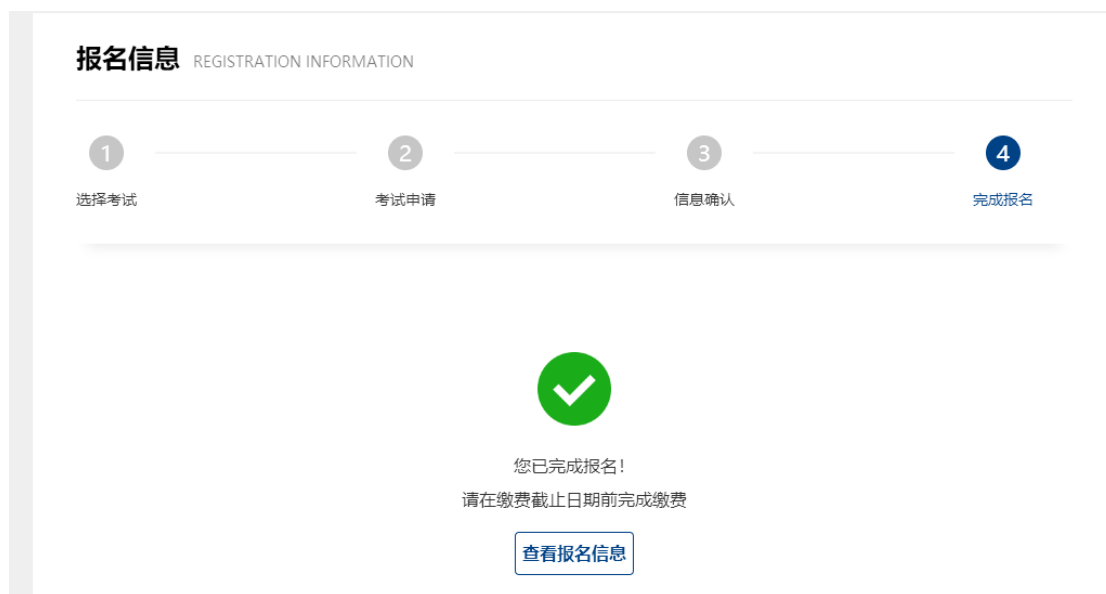 报名信息 REGISTRATION INFORMATION
1 2 3 4
选择考试 考试申请 信息确认 完成报名
您已完成报名！
请在缴费截止日期前完成缴费
查看报名信息